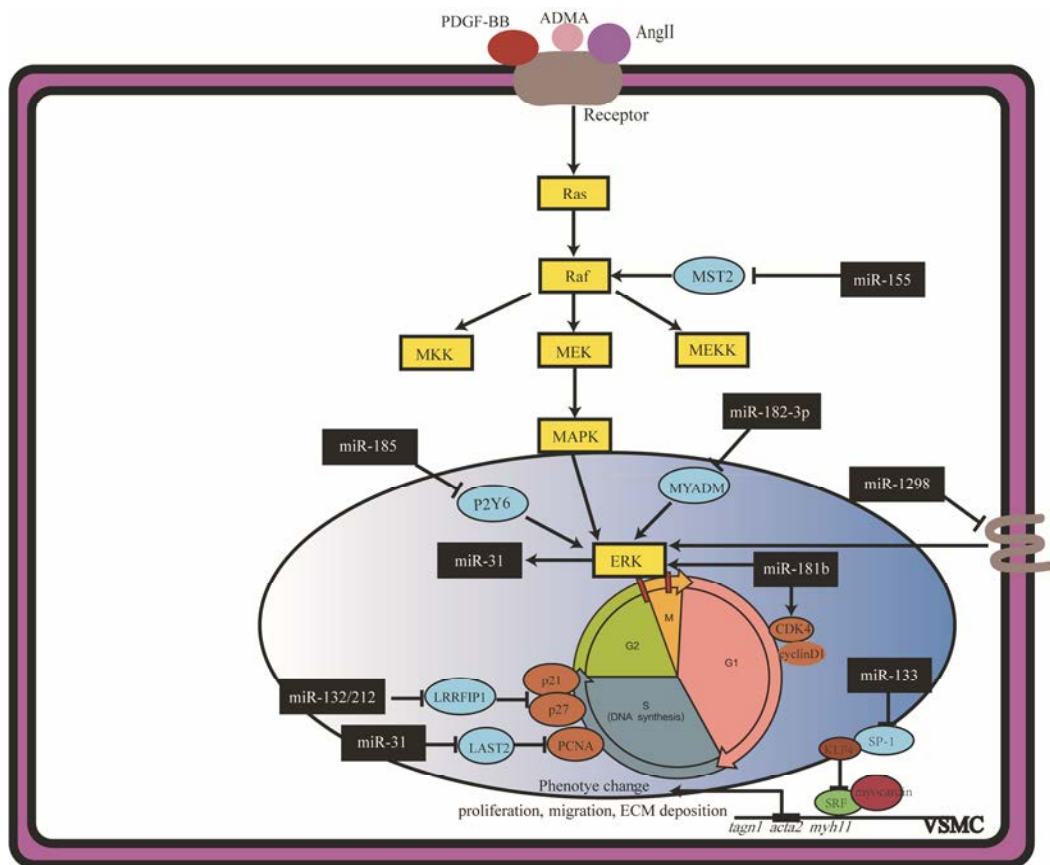 ADMA
PDGF-BB
AngII
Receptor
Ras
Raf
MST2
miR-155
MKK
MEK
MEKK
miR-182-3p
MAPK
miR-185
MYADM
miR-1298
P2Y6
miR-31
ERK
miR-181b
M
CDK4
G2
cyclinD1
G1
miR-133
p21
miR-132/212
LRRFIP1
S
p27
(DNA synthesis)
miR-31
LAST2
PCNA
KLF4
SP-1
Phenotye change
myocardin
SRF
proliferation, migration, ECM deposition
tagn1 acta2 myh11
VSMC